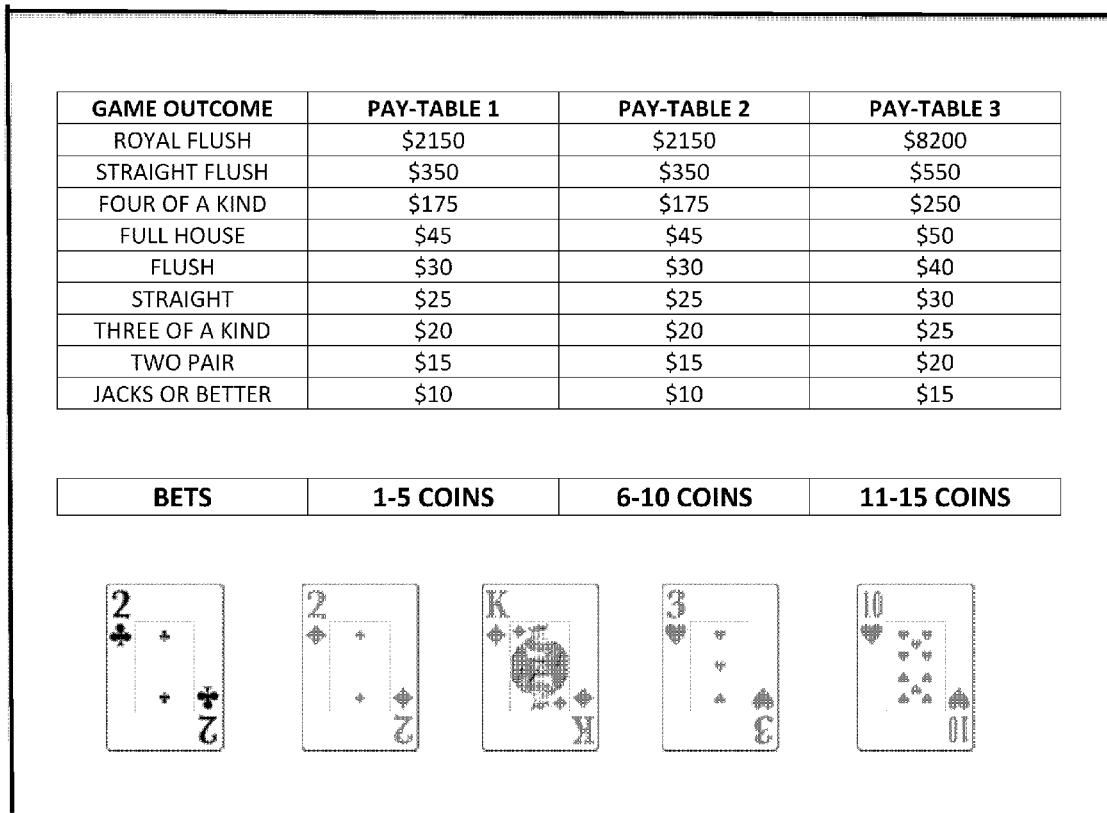 GAME OUTCOME PAY-TABLE 1 PAY-TABLE 2 PAY-TABLE 3
ROYAL FLUSH $2150 $2150 $8200
STRAIGHT FLUSH $350 $350 $550
FOUR OF A KIND $175 $175 $250
FULL HOUSE $45 $45 $50
FLUSH $30 $30 $40
STRAIGHT $25 $25 $30
THREE OF A KIND $20 $20 $25
TWO PAIR $15 $15 $20
JACKS OR BETTER $10 $10 $15
BETS 1-5 COINS 6-10 COINS 11-15 COINS
2 2 K 3 10
2 2 K 3 10